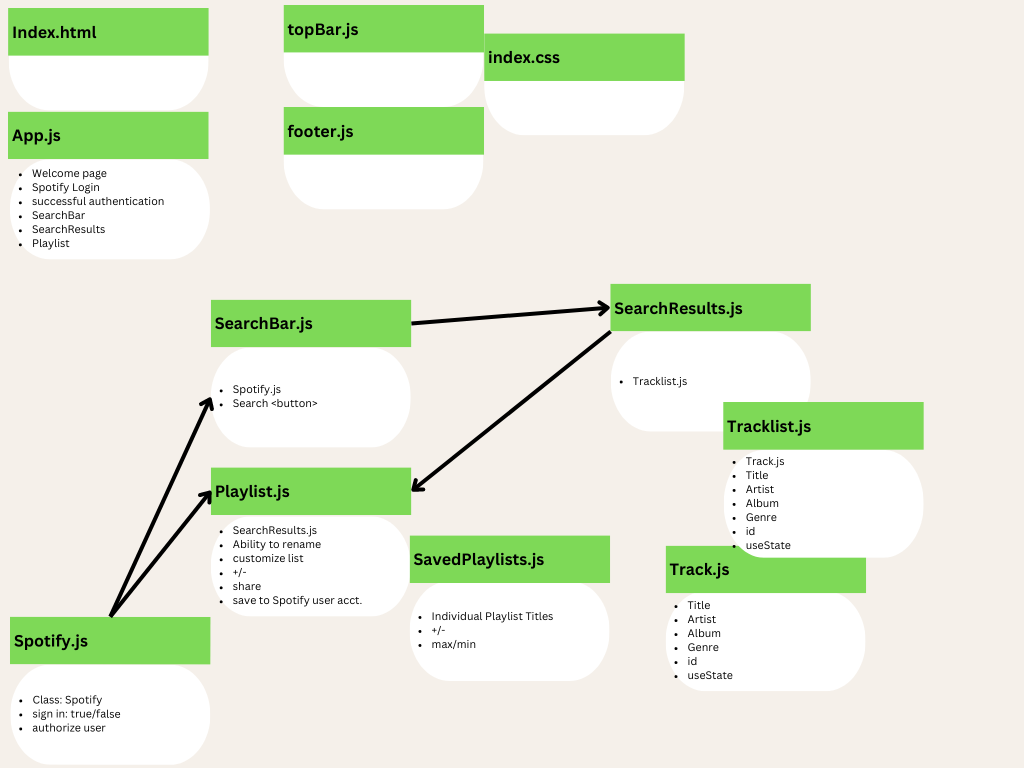 Index.html
topBar.js
index.css
App.js
• Welcome page
• Spotify Login
• successful authentication
• SearchBar
• SearchResults
• Playlist
footer.js
SearchBar.js
• Spotify.js
• Search <button>
SearchResults.js
• Tracklist.js
Tracklist.js
• Track.js
• Title
• Artist
• Album
• Genre
• id
• useState
Playlist.js
• SearchResults.js
• Ability to rename
• customize list
• +/-
• share
• save to Spotify user acct.
SavedPlaylists.js
• Individual Playlist Titles
• +/-
• max/min
Track.js
• Title
• Artist
• Album
• Genre
• id
• useState
Spotify.js
• Class: Spotify
• sign in: true/false
• authorize user